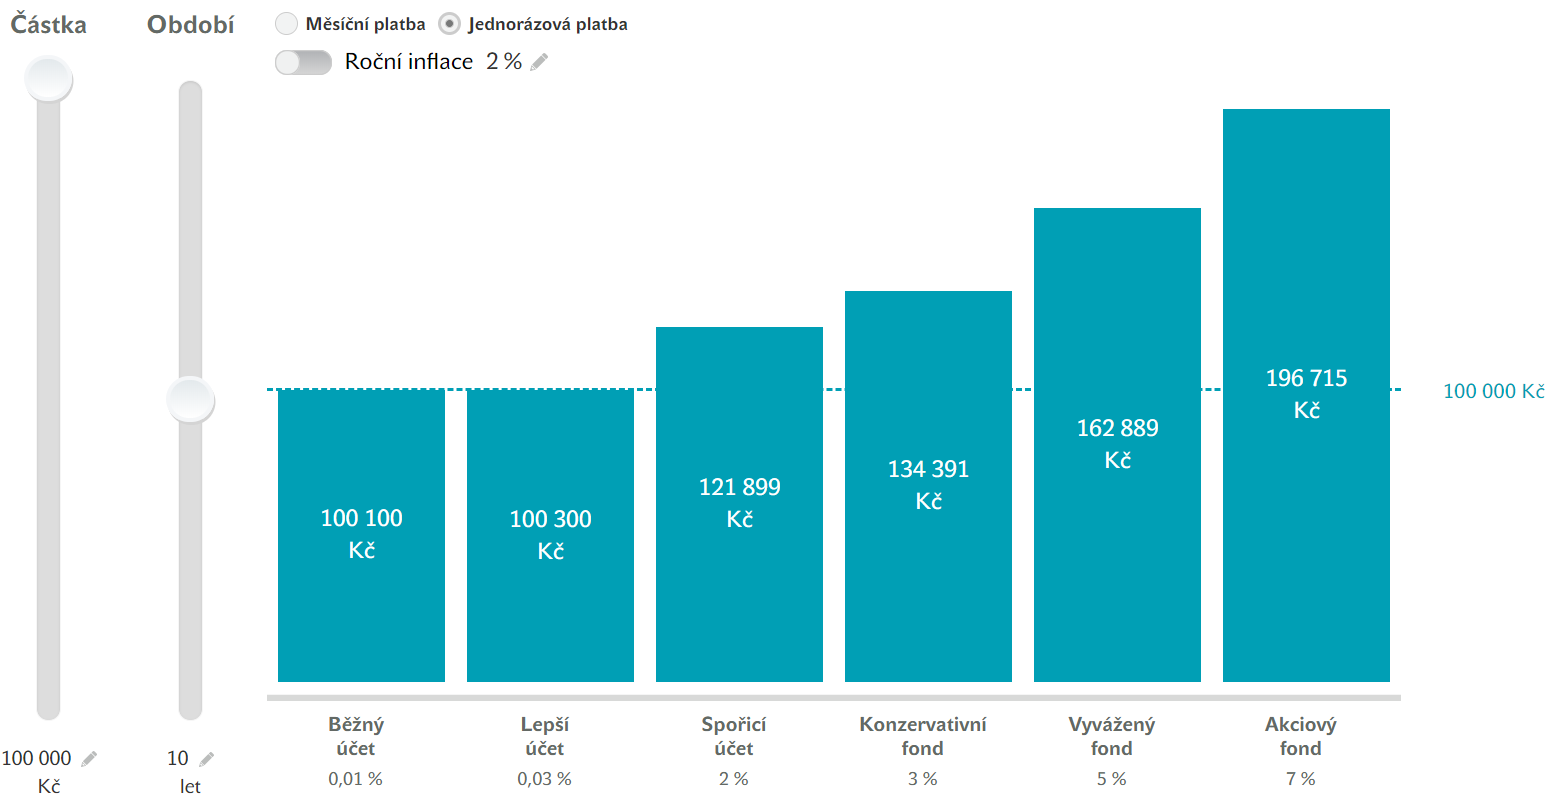 Částka
Období
Měsíční platba
Jednorázová platba
Roční inflace 2 %
100 000
Kč
10
let
100 000 Kč
100 100
Kč
100 300
Kč
121 899
Kč
134 391
Kč
162 889
Kč
196 715
Kč
Běžný
účet
0,01 %
Lepší
účet
0,03 %
Spořicí
účet
2 %
Konzervativní
fond
3 %
Vyvážený
fond
5 %
Akciový
fond
7 %